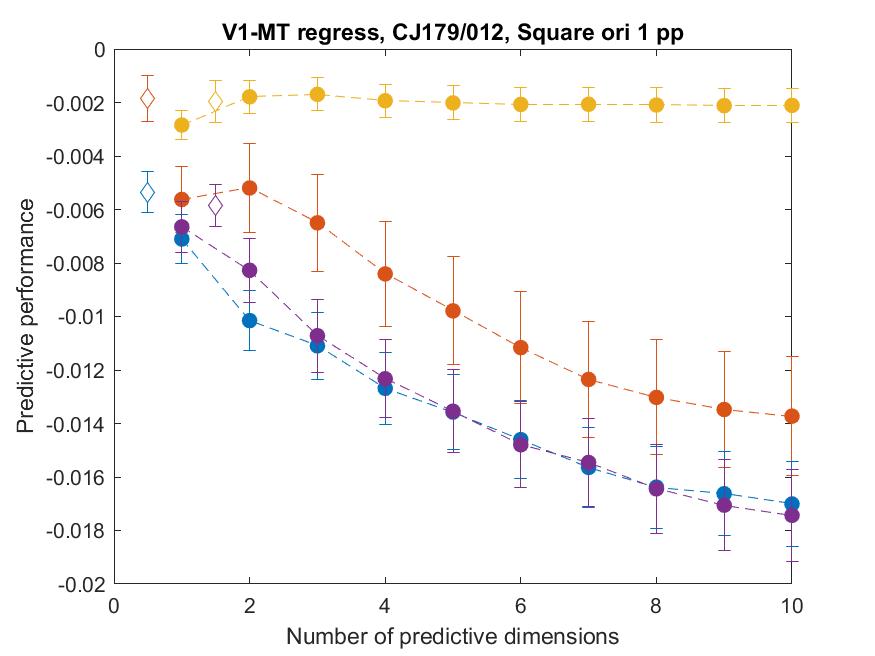 V1-MT regress, CJ179/012, Square ori 1 pp
0
-0.002
-0.004
-0.006
-0.008
-0.01
-0.012
-0.014
-0.016
-0.018
-0.02
Predictive performance
0 2 4 6 8 10
Number of predictive dimensions